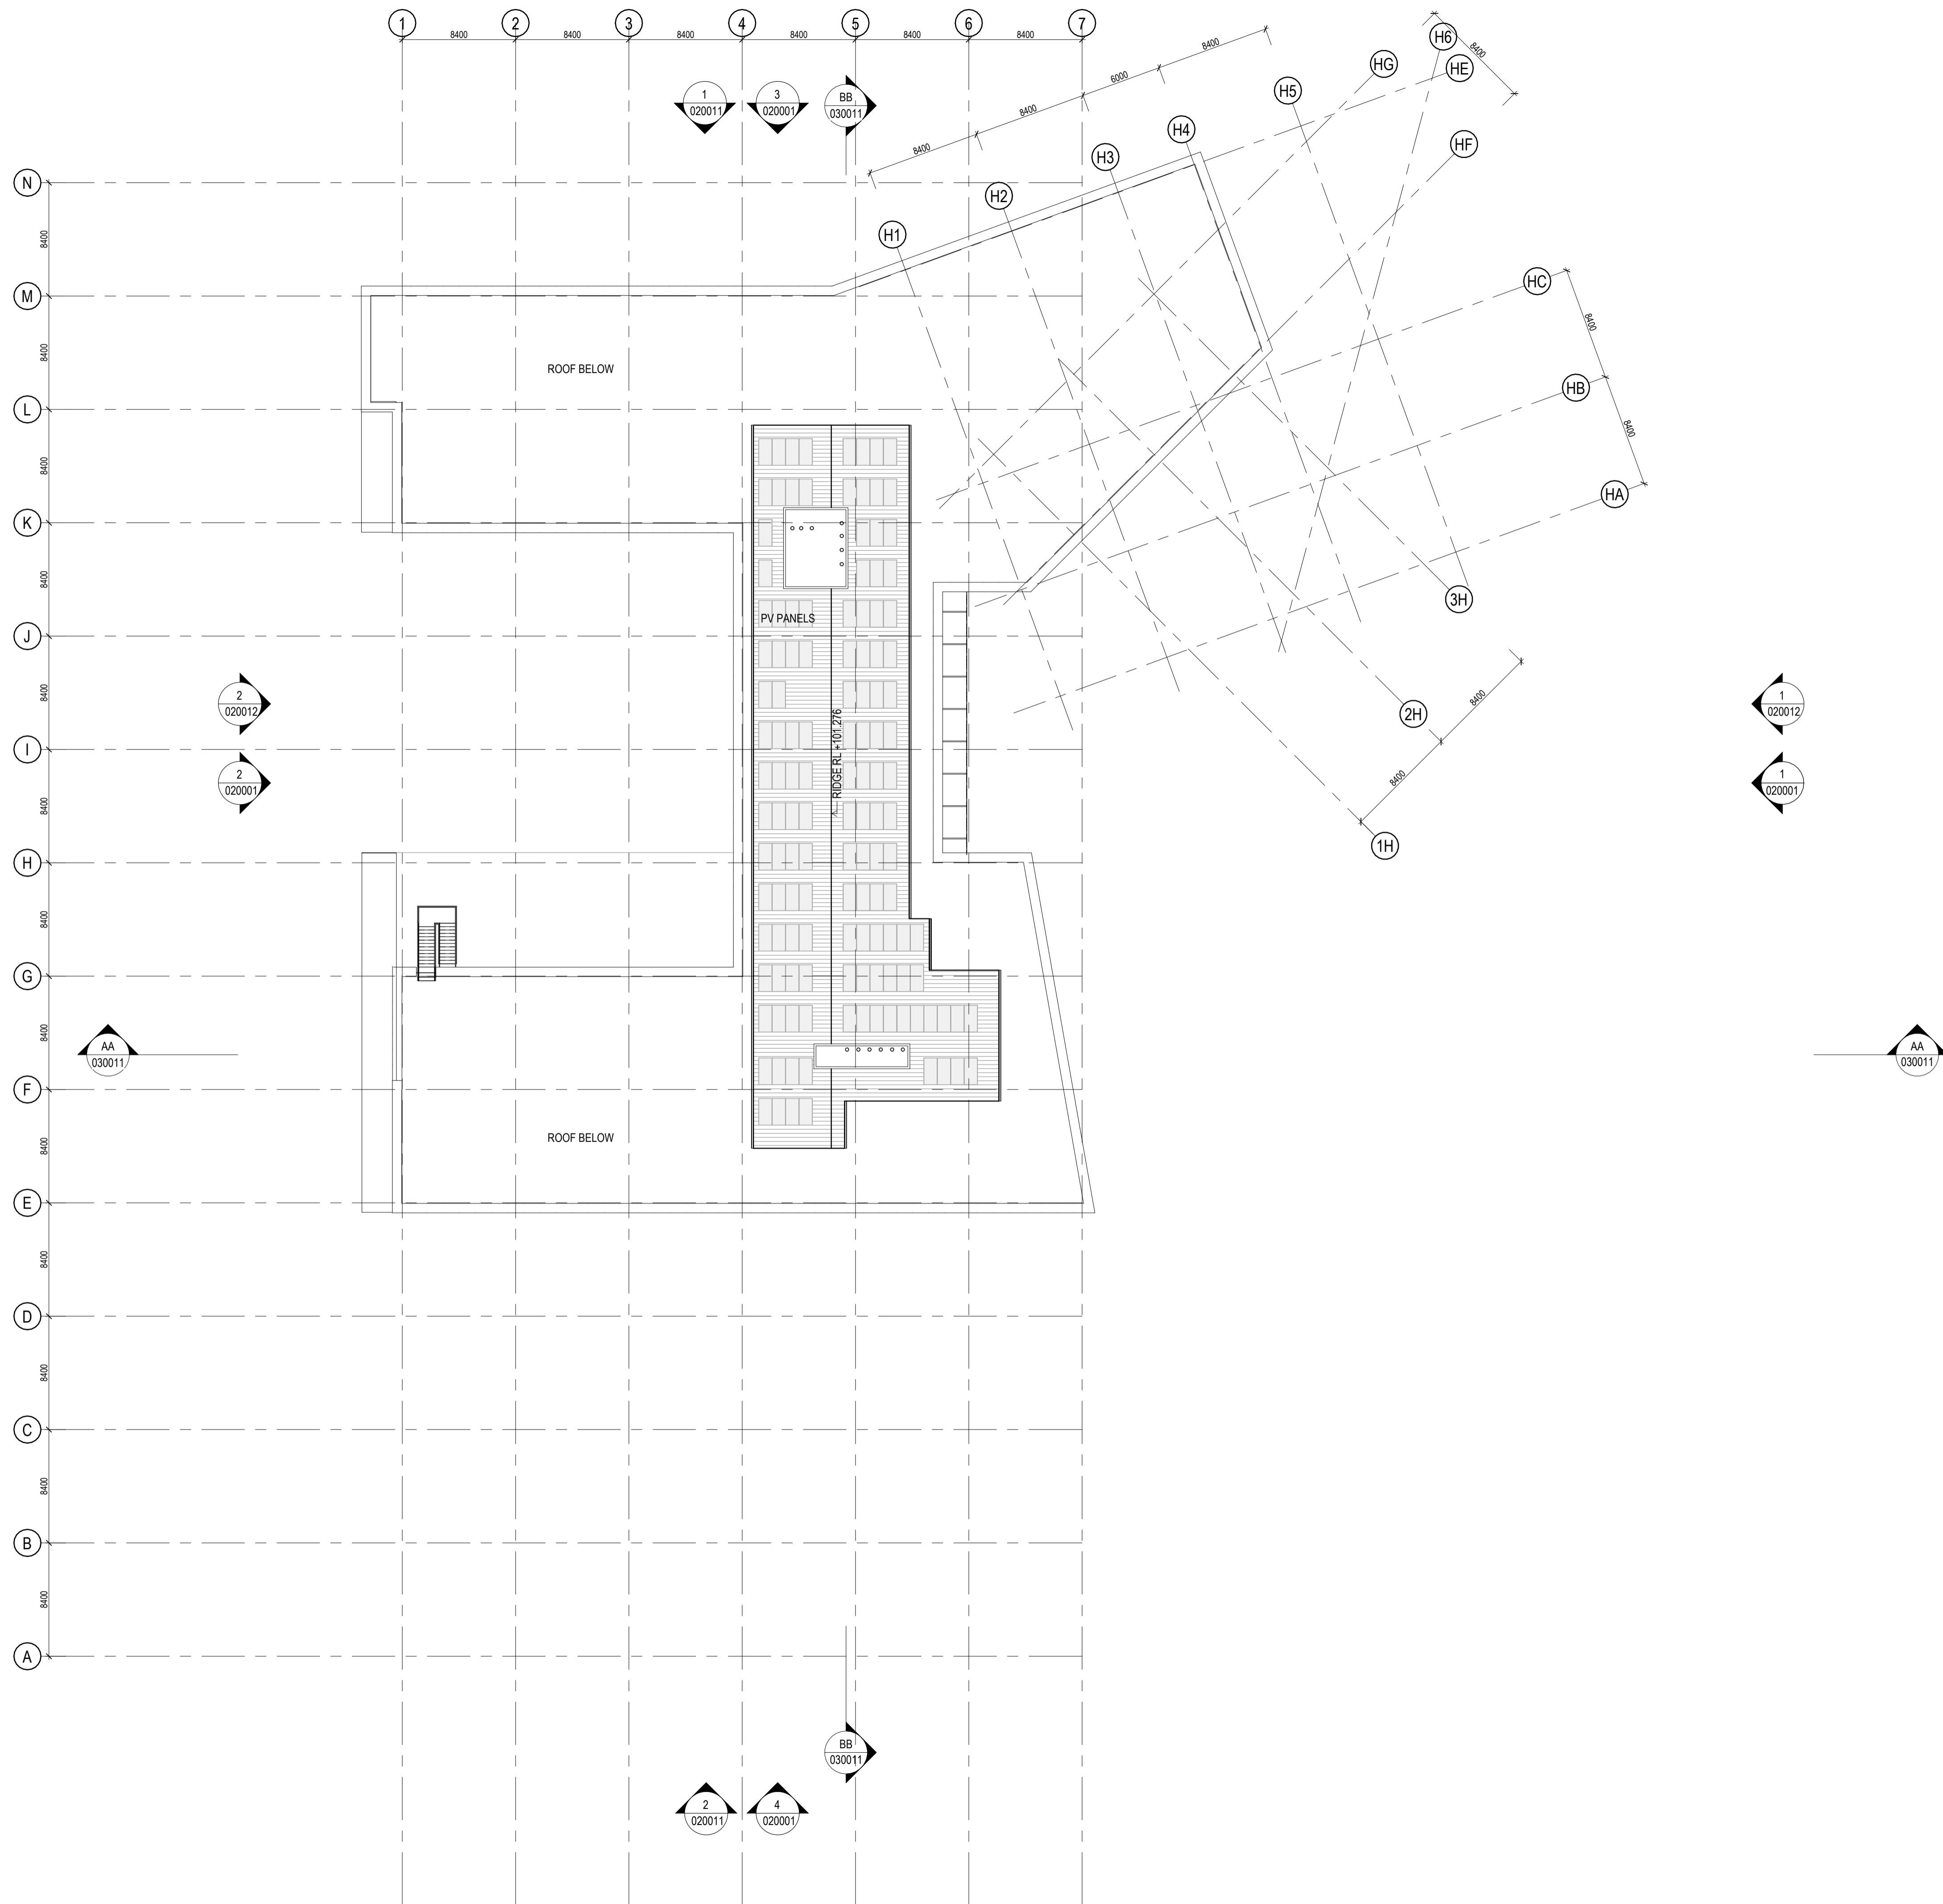 1
2
3
4
5
6
7
8400
8400
8400
8400
8400
8400
8400
6000
8400
8400
8400
H6
HG
HE
H5
H4
HF
H3
H2
H1
1
020011
3
020001
BB
030011
N
8400
M
8400
L
8400
K
8400
J
8400
I
8400
H
8400
G
8400
F
8400
E
8400
D
8400
C
8400
B
8400
A
HC
8400
HB
8400
HA
3H
2H
8400
8400
1H
ROOF BELOW
PV PANELS
RIDGE RL +101.276
ROOF BELOW
2
020012
2
020001
1
020012
1
020001
AA
030011
AA
030011
BB
030011
2
020011
4
020001